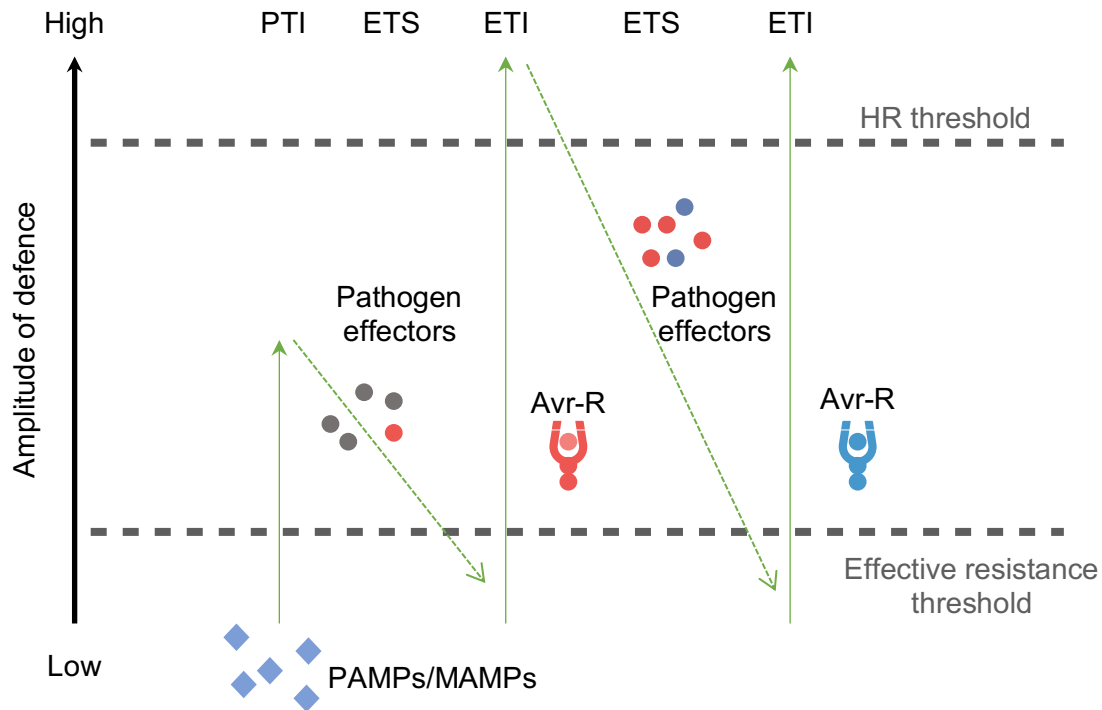 High
PTI
ETS
ETI
ETS
ETI
HR threshold
Amplitude of defence
Pathogen
effectors
Pathogen
effectors
Avr-R
Avr-R
Effective resistance
threshold
Low
PAMPs/MAMPs